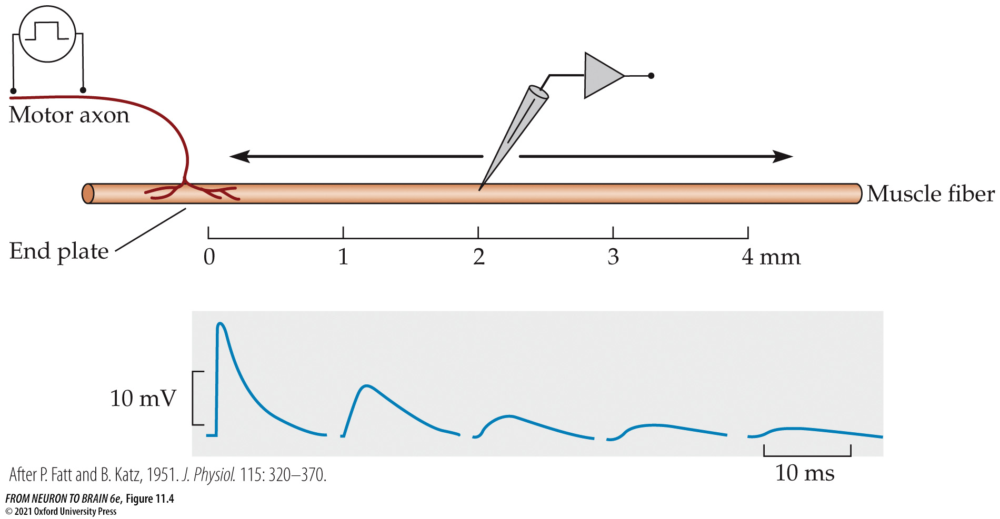 Motor axon
Muscle fiber
End plate
0 1 2 3 4 mm
10 mV
10 ms
After P. Fatt and B. Katz, 1951. J. Physiol. 115: 320–370.
FROM NEURON TO BRAIN 6e, Figure 11.4
© 2021 Oxford University Press